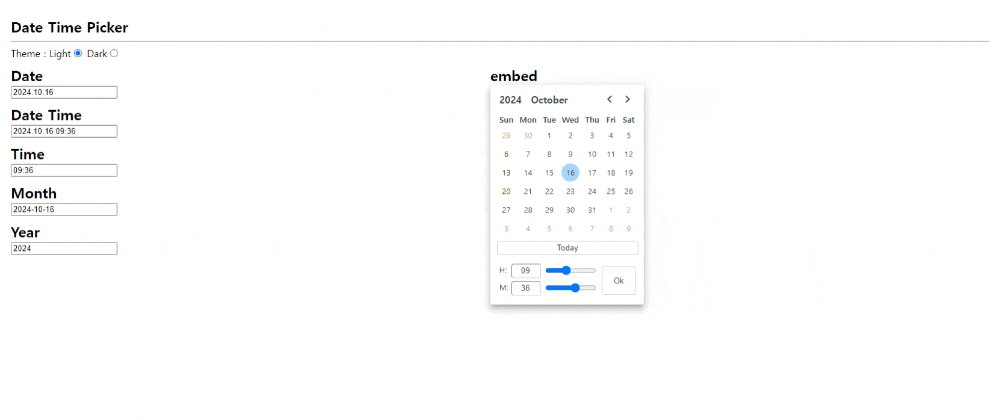 Date Time Picker
Theme : Light Dark
Date
2024.10.16
Date Time
2024.10.16 09:36
Time
09:36
Month
2024-10-16
Year
2024
embed
2024 October
Sun Mon Tue Wed Thu Fri Sat
29 30 1 2 3 4 5
6 7 8 9 10 11 12
13 14 15 16 17 18 19
20 21 22 23 24 25 26
27 28 29 30 31 1 2
3 4 5 6 7 8 9
Today
H: 09
M: 36
Ok